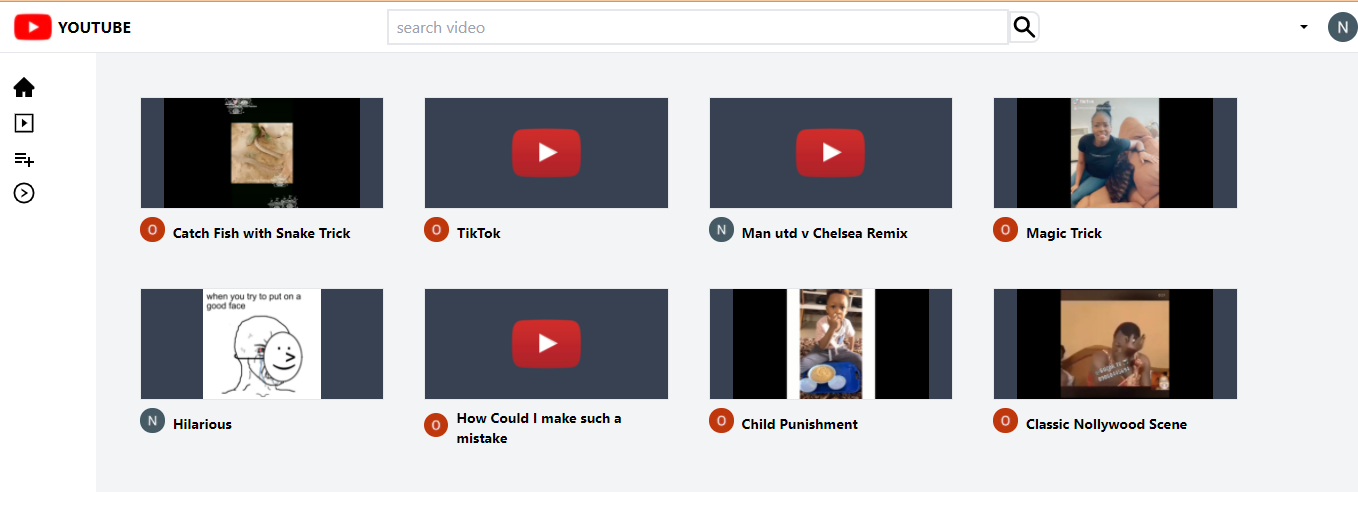 YOUTUBE
search video
N
O
Catch Fish with Snake Trick
O
TikTok
N
Man utd v Chelsea Remix
O
Magic Trick
when you try to put on a
good face
N
Hilarious
O
How Could I make such a
mistake
O
Child Punishment
O
Classic Nollywood Scene